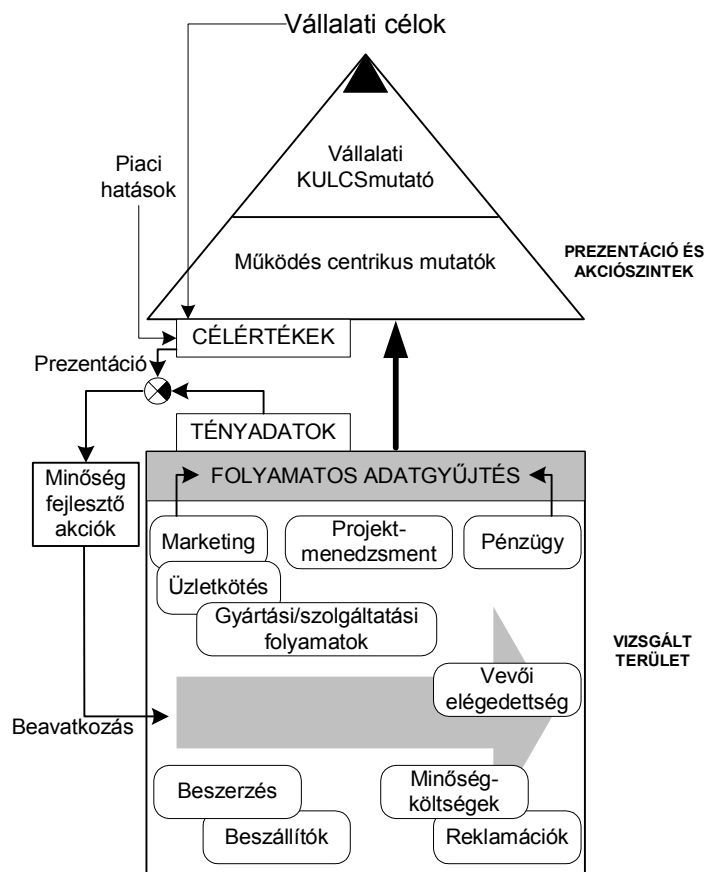 Vállalati célok
Piaci
hatások
Vállalati
KULCSmutató
Működés centrikus mutatók
PREZENTÁCIÓ ÉS
AKCIÓSZINTEK
CÉLÉRTÉKEK
Prezentáció
TÉNYADATOK
Minőség
fejlesztő
akciók
FOLYAMATOS ADATGYŰJTÉS
Marketing
Projekt-
menedzsment
Pénzügy
Üzletkötés
Gyártási/szolgáltatási
folyamatok
VIZSGÁLT
TERÜLET
Vevői
elégedettség
Beavatkozás
Beszerzés
Beszállítók
Minőség-
költségek
Reklamációk